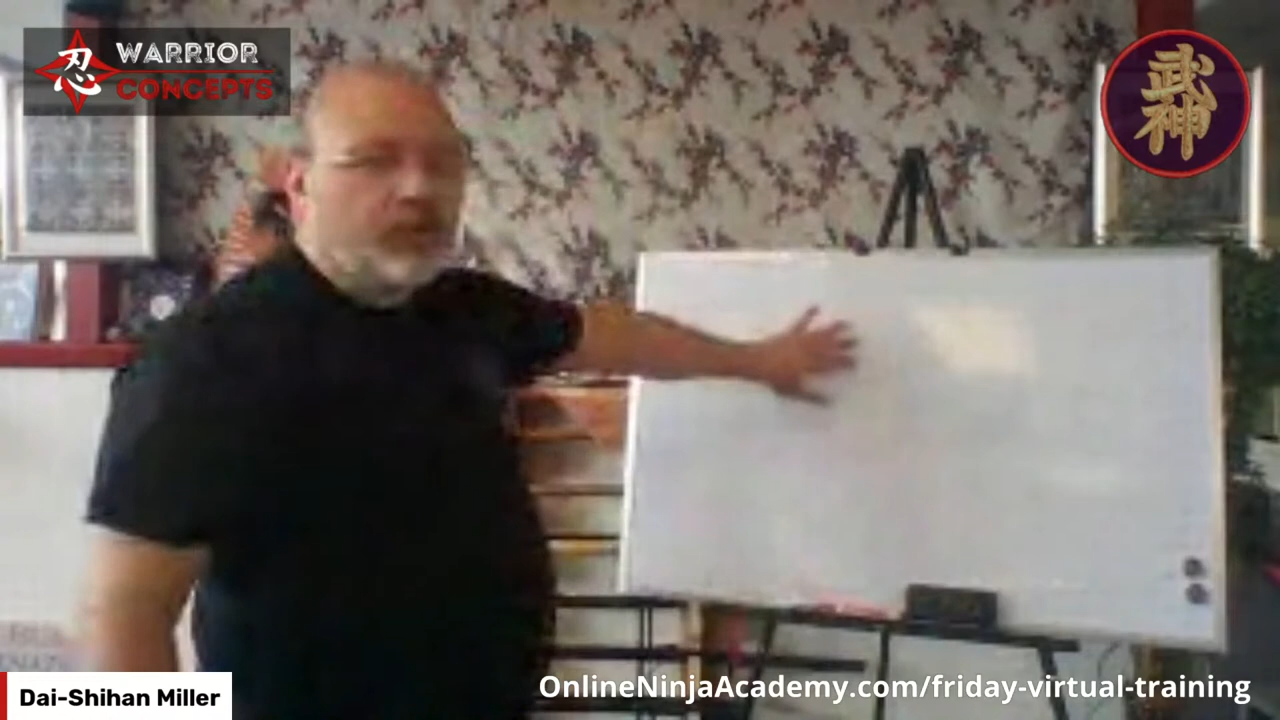 忍
WARRIOR
CONCEPTS
武
神
Dai-Shihan Miller
OnlineNinjaAcademy.com/friday-virtual-training